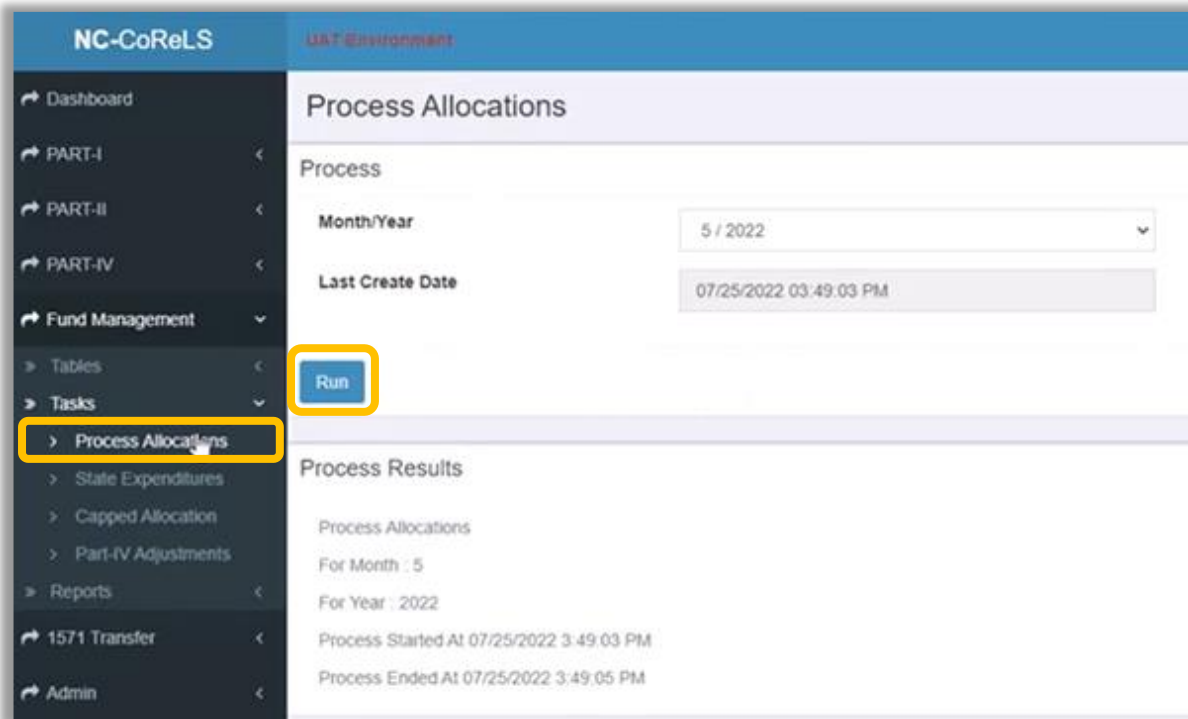 NC-CoReLS
UAT Environment
Dashboard
PART-I
PART-II
PART-IV
Fund Management
Tables
Tasks
Process Allocations
State Expenditures
Capped Allocation
Part-IV Adjustments
Reports
1571 Transfer
Admin
Process Allocations
Process
Month/Year
5 / 2022
Last Create Date
07/25/2022 03:49:03 PM
Run
Process Results
Process Allocations
For Month : 5
For Year : 2022
Process Started At 07/25/2022 3:49:03 PM
Process Ended At 07/25/2022 3:49:05 PM